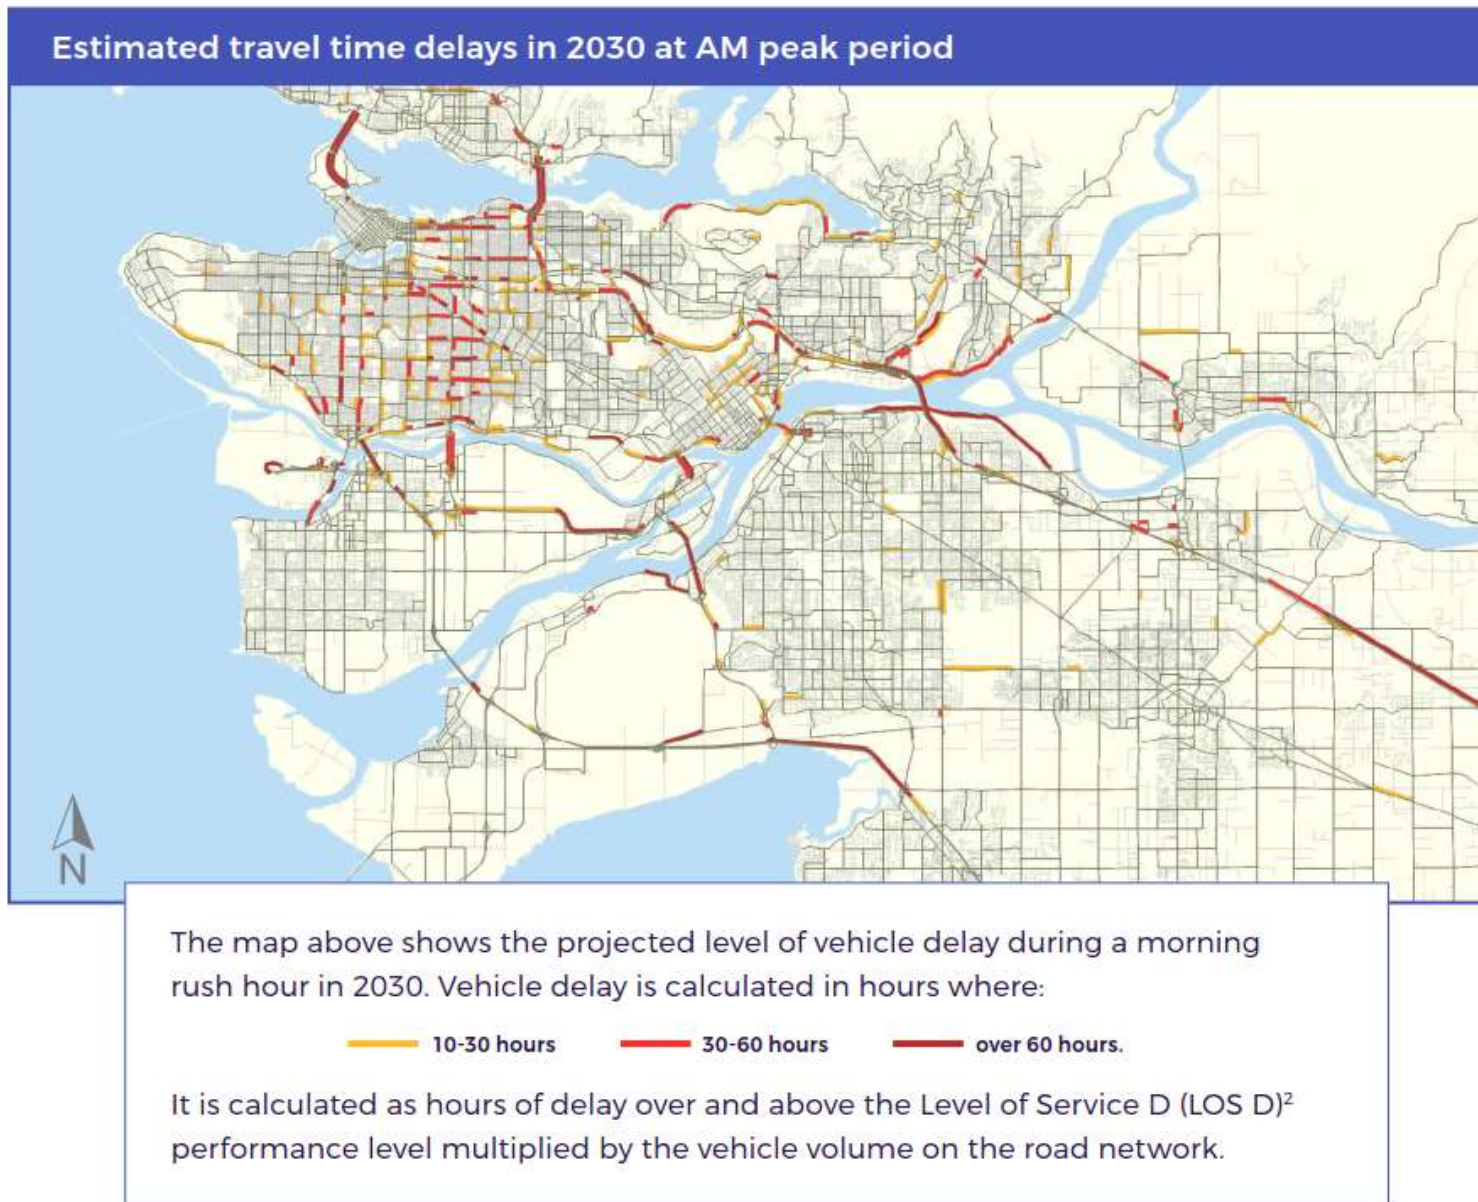 Estimated travel time delays in 2030 at AM peak period
N
The map above shows the projected level of vehicle delay during a morning
rush hour in 2030. Vehicle delay is calculated in hours where:
10-30 hours 30-60 hours over 60 hours.
It is calculated as hours of delay over and above the Level of Service D (LOS D)²
performance level multiplied by the vehicle volume on the road network.